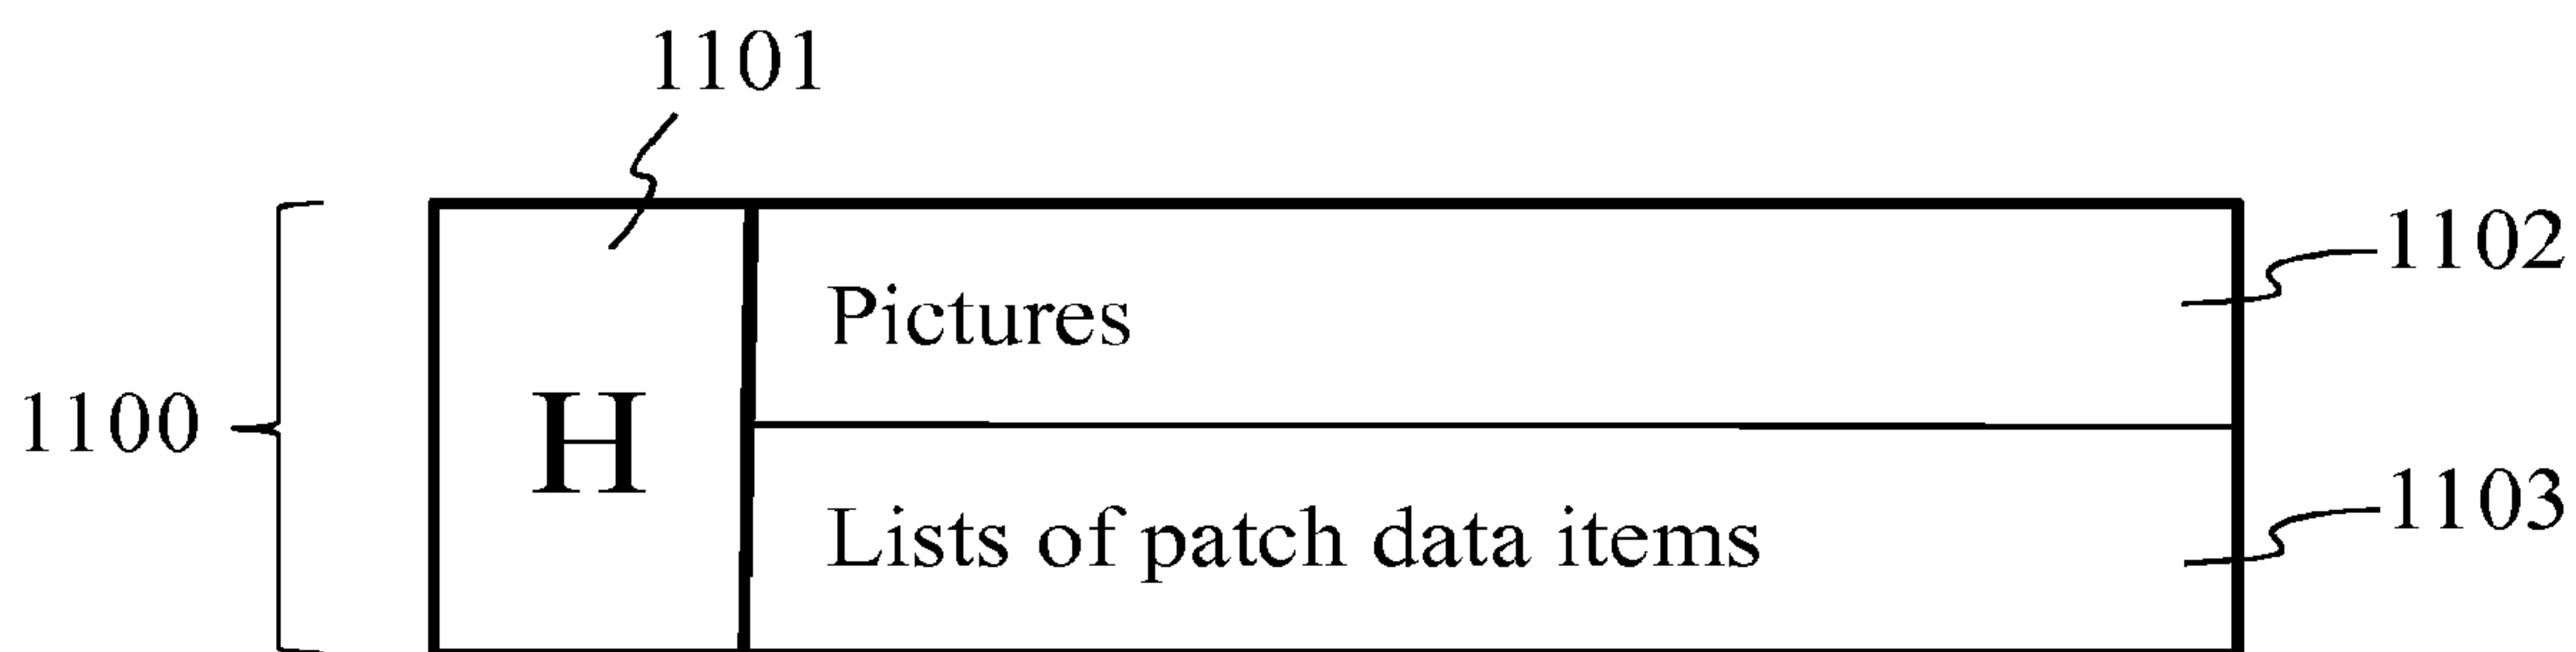 1101
1102
Pictures
1100
H
1103
Lists of patch data items